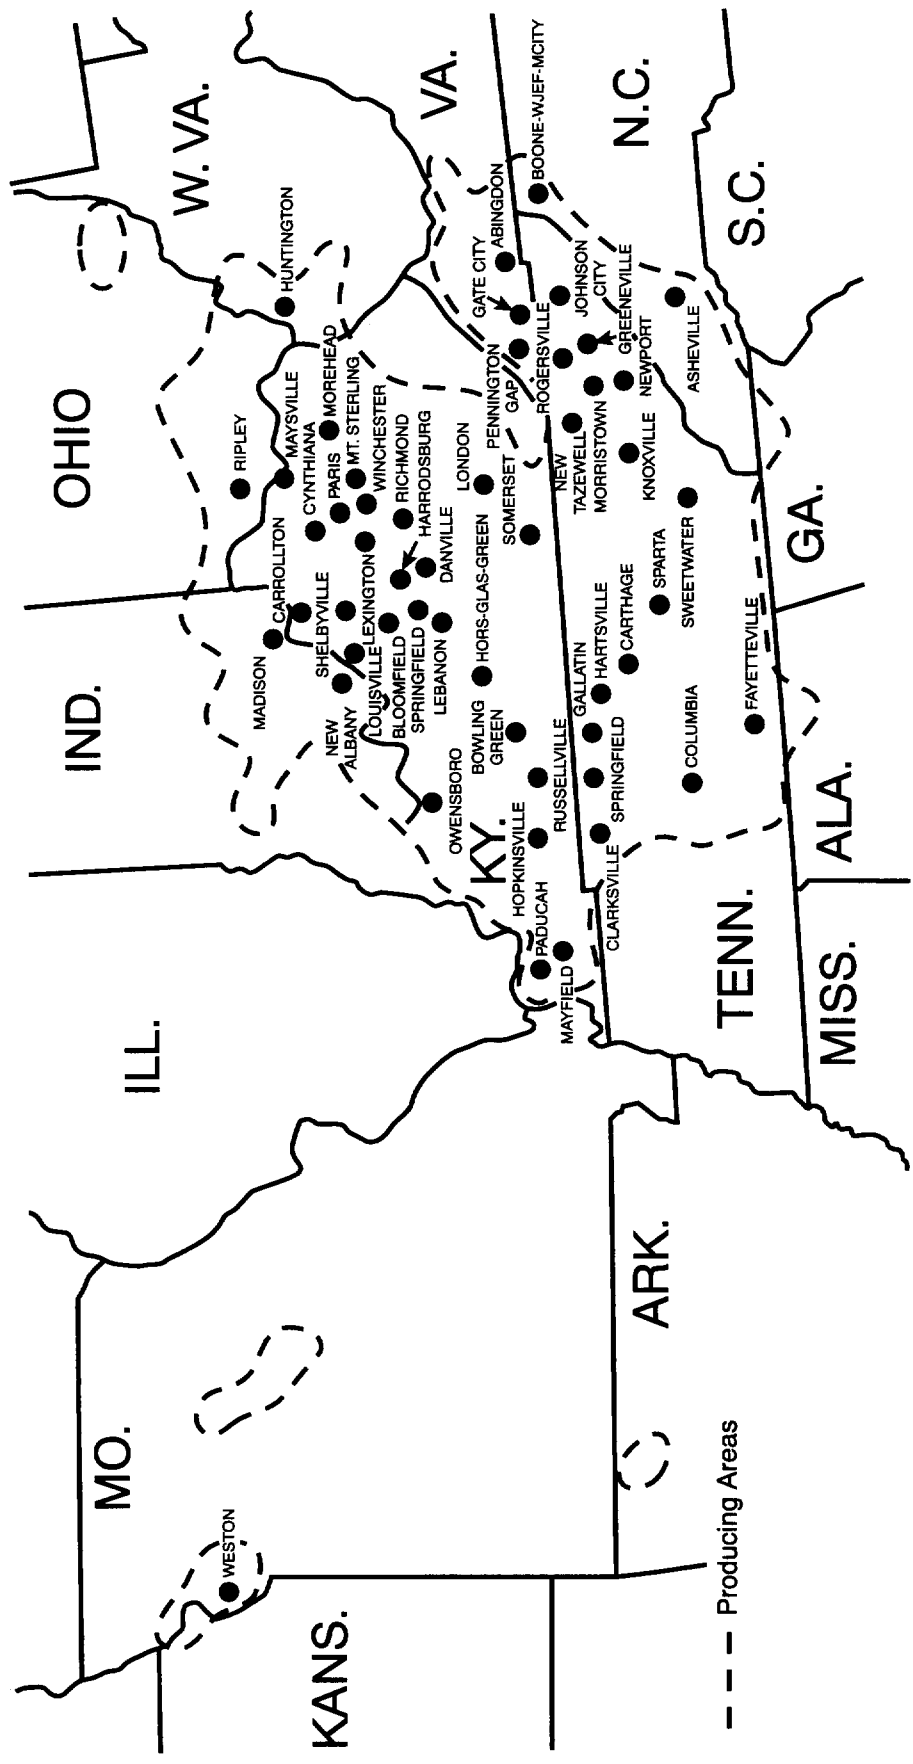 MO.
ILL.
IND.
OHIO
W. VA.
VA.
KANS.
KY.
N.C.
ARK.
TENN.
S.C.
MISS.
ALA.
GA.
WESTON
RIPLEY
MADISON
CARROLLTON
MAYSVILLE
HUNTINGTON
CYNTHIANA
MOREHEAD
SHELBYVILLE
PARIS
NEW
ALBANY
MT. STERLING
LOUISVILLE
LEXINGTON
WINCHESTER
BLOOMFIELD
RICHMOND
SPRINGFIELD
HARRODSBURG
LEBANON
DANVILLE
OWENSBORO
LONDON
HORS-GLAS-GREEN
BOWLING
GREEN
SOMERSET
PENNINGTON
GAP
GATE CITY
ABINGDON
HOPKINSVILLE
PADUCAH
ROGERSVILLE
BOONE-WJEF-MCITY
RUSSELLVILLE
MAYFIELD
NEW
TAZEWELL
JOHNSON
CITY
GALLATIN
HARTSVILLE
MORRISTOWN
GREENEVILLE
CLARKSVILLE
SPRINGFIELD
CARTHAGE
KNOXVILLE
NEWPORT
SPARTA
SWEETWATER
ASHEVILLE
COLUMBIA
FAYETTEVILLE
Producing Areas